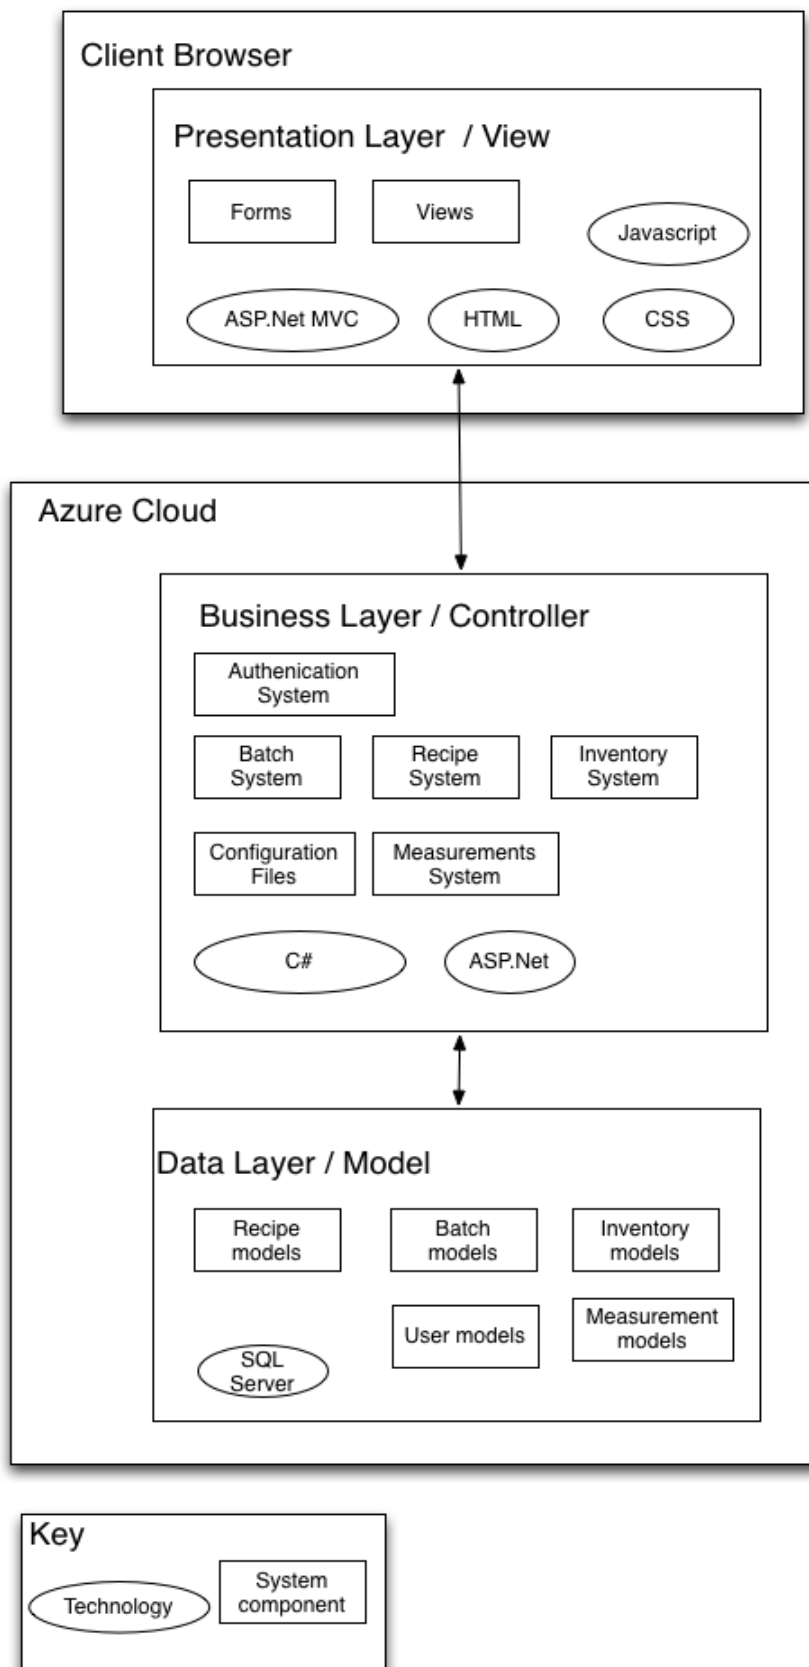 Client Browser
Presentation Layer / View
Forms
Views
Javascript
ASP.Net MVC
HTML
CSS
Azure Cloud
Business Layer / Controller
Authenication
System
Batch
System
Recipe
System
Inventory
System
Configuration
Files
Measurements
System
C#
ASP.Net
Data Layer / Model
Recipe
models
Batch
models
Inventory
models
User models
Measurement
models
SQL
Server
Key
Technology
System
component